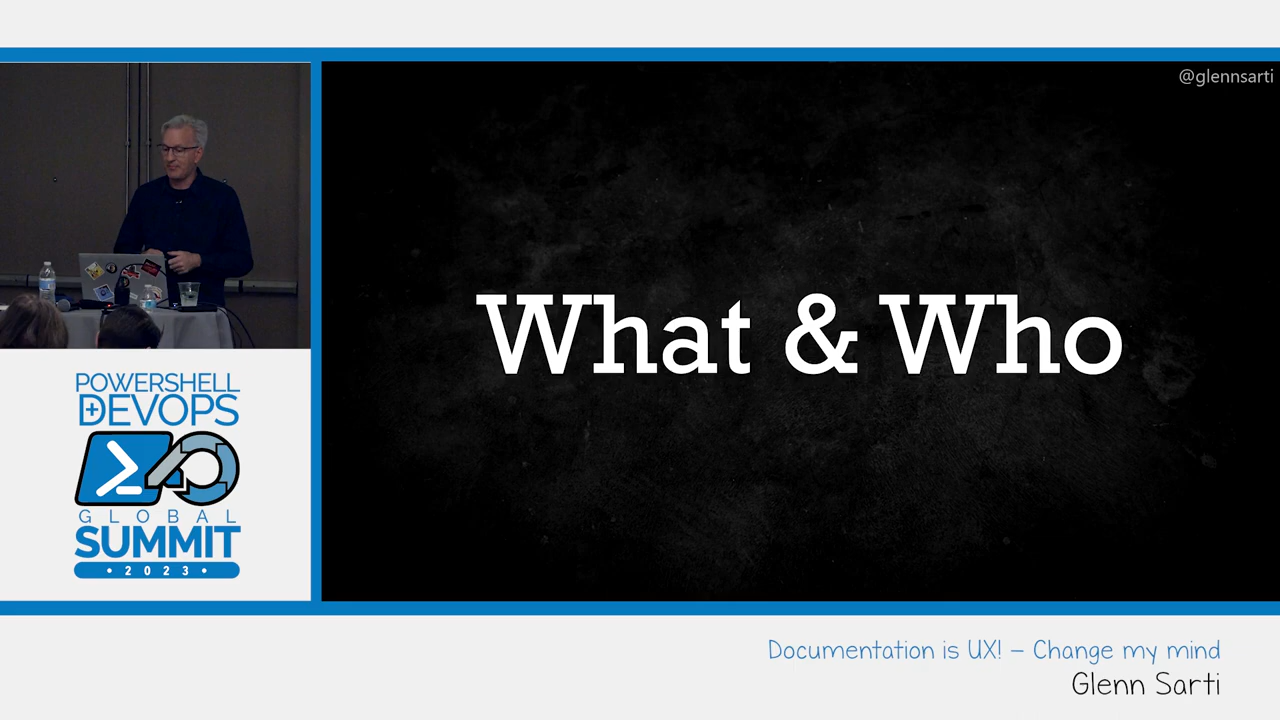 @glennsarti
What & Who
POWERSHELL
+ DEVOPS
GLOBAL
SUMMIT
• 2023 •
Documentation is UX! – Change my mind
Glenn Sarti